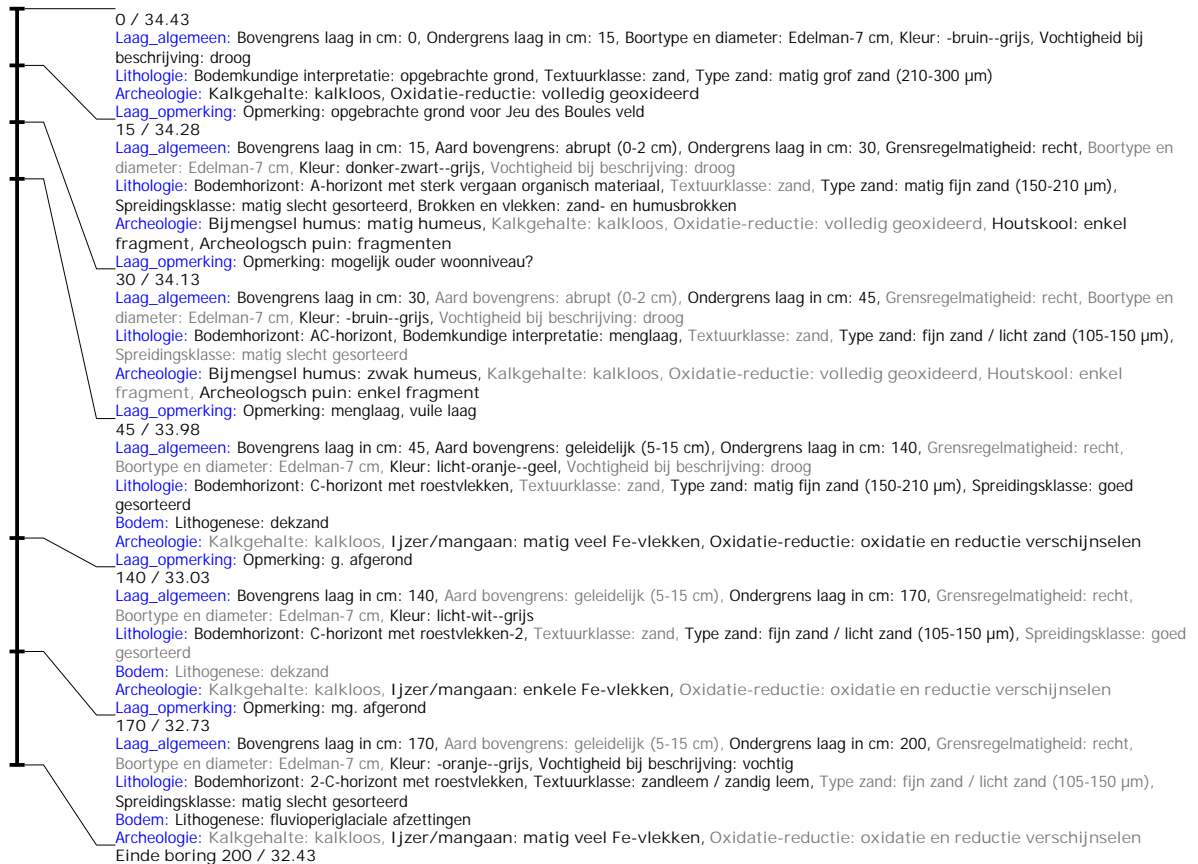 0 / 34.43
Laag_algemeen: Bovengrens laag in cm: 0, Ondergrens laag in cm: 15, Boortype en diameter: Edelman-7 cm, Kleur: -bruin--grijs, Vochtigheid bij
beschrijving: droog
Lithologie: Bodemkundige interpretatie: opgebrachte grond, Textuurklasse: zand, Type zand: matig grof zand (210-300 µm)
Archeologie: Kalkgehalte: kalkloos, Oxidatie-reductie: volledig geoxideerd
Laag_opmerking: Opmerking: opgebrachte grond voor Jeu des Boules veld
15 / 34.28
Laag_algemeen: Bovengrens laag in cm: 15, Aard bovengrens: abrupt (0-2 cm), Ondergrens laag in cm: 30, Grensregelmatigheid: recht, Boortype en
diameter: Edelman-7 cm, Kleur: donker-zwart--grijs, Vochtigheid bij beschrijving: droog
Lithologie: Bodemhorizont: A-horizont met sterk vergaan organisch materiaal, Textuurklasse: zand, Type zand: matig fijn zand (150-210 µm),
Spreidingsklasse: matig slecht gesorteerd, Brokken en vlekken: zand- en humusbrokken
Archeologie: Bijmengsel humus: matig humeus, Kalkgehalte: kalkloos, Oxidatie-reductie: volledig geoxideerd, Houtskool: enkel
fragment, Archeologsch puin: fragmenten
Laag_opmerking: Opmerking: mogelijk ouder woonniveau?
30 / 34.13
Laag_algemeen: Bovengrens laag in cm: 30, Aard bovengrens: abrupt (0-2 cm), Ondergrens laag in cm: 45, Grensregelmatigheid: recht, Boortype en
diameter: Edelman-7 cm, Kleur: -bruin--grijs, Vochtigheid bij beschrijving: droog
Lithologie: Bodemhorizont: AC-horizont, Bodemkundige interpretatie: menglaag, Textuurklasse: zand, Type zand: fijn zand / licht zand (105-150 µm),
Spreidingsklasse: matig slecht gesorteerd
Archeologie: Bijmengsel humus: zwak humeus, Kalkgehalte: kalkloos, Oxidatie-reductie: volledig geoxideerd, Houtskool: enkel
fragment, Archeologsch puin: enkel fragment
Laag_opmerking: Opmerking: menglaag, vuile laag
45 / 33.98
Laag_algemeen: Bovengrens laag in cm: 45, Aard bovengrens: geleidelijk (5-15 cm), Ondergrens laag in cm: 140, Grensregelmatigheid: recht,
Boortype en diameter: Edelman-7 cm, Kleur: licht-oranje--geel, Vochtigheid bij beschrijving: droog
Lithologie: Bodemhorizont: C-horizont met roestvlekken, Textuurklasse: zand, Type zand: matig fijn zand (150-210 µm), Spreidingsklasse: goed
gesorteerd
Bodem: Lithogenese: dekzand
Archeologie: Kalkgehalte: kalkloos, Ijzer/mangaan: matig veel Fe-vlekken, Oxidatie-reductie: oxidatie en reductie verschijnselen
Laag_opmerking: Opmerking: g. afgerond
140 / 33.03
Laag_algemeen: Bovengrens laag in cm: 140, Aard bovengrens: geleidelijk (5-15 cm), Ondergrens laag in cm: 170, Grensregelmatigheid: recht,
Boortype en diameter: Edelman-7 cm, Kleur: licht-wit--grijs
Lithologie: Bodemhorizont: C-horizont met roestvlekken-2, Textuurklasse: zand, Type zand: fijn zand / licht zand (105-150 µm), Spreidingsklasse: goed
gesorteerd
Bodem: Lithogenese: dekzand
Archeologie: Kalkgehalte: kalkloos, Ijzer/mangaan: enkele Fe-vlekken, Oxidatie-reductie: oxidatie en reductie verschijnselen
Laag_opmerking: Opmerking: mg. afgerond
170 / 32.73
Laag_algemeen: Bovengrens laag in cm: 170, Aard bovengrens: geleidelijk (5-15 cm), Ondergrens laag in cm: 200, Grensregelmatigheid: recht,
Boortype en diameter: Edelman-7 cm, Kleur: -oranje--grijs, Vochtigheid bij beschrijving: vochtig
Lithologie: Bodemhorizont: 2-C-horizont met roestvlekken, Textuurklasse: zandleem / zandig leem, Type zand: fijn zand / licht zand (105-150 µm),
Spreidingsklasse: matig slecht gesorteerd
Bodem: Lithogenese: fluvioperiglaciale afzettingen
Archeologie: Kalkgehalte: kalkloos, Ijzer/mangaan: matig veel Fe-vlekken, Oxidatie-reductie: oxidatie en reductie verschijnselen
Einde boring 200 / 32.43